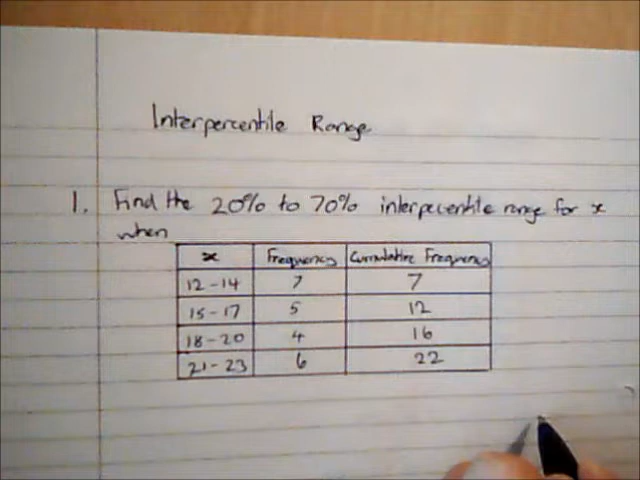 Interpercentile Range
1. Find the 20% to 70% interpercentile range for x
when
x Frequency Cumulative Frequency
12-14 7 7
15-17 5 12
18-20 4 16
21-23 6 22